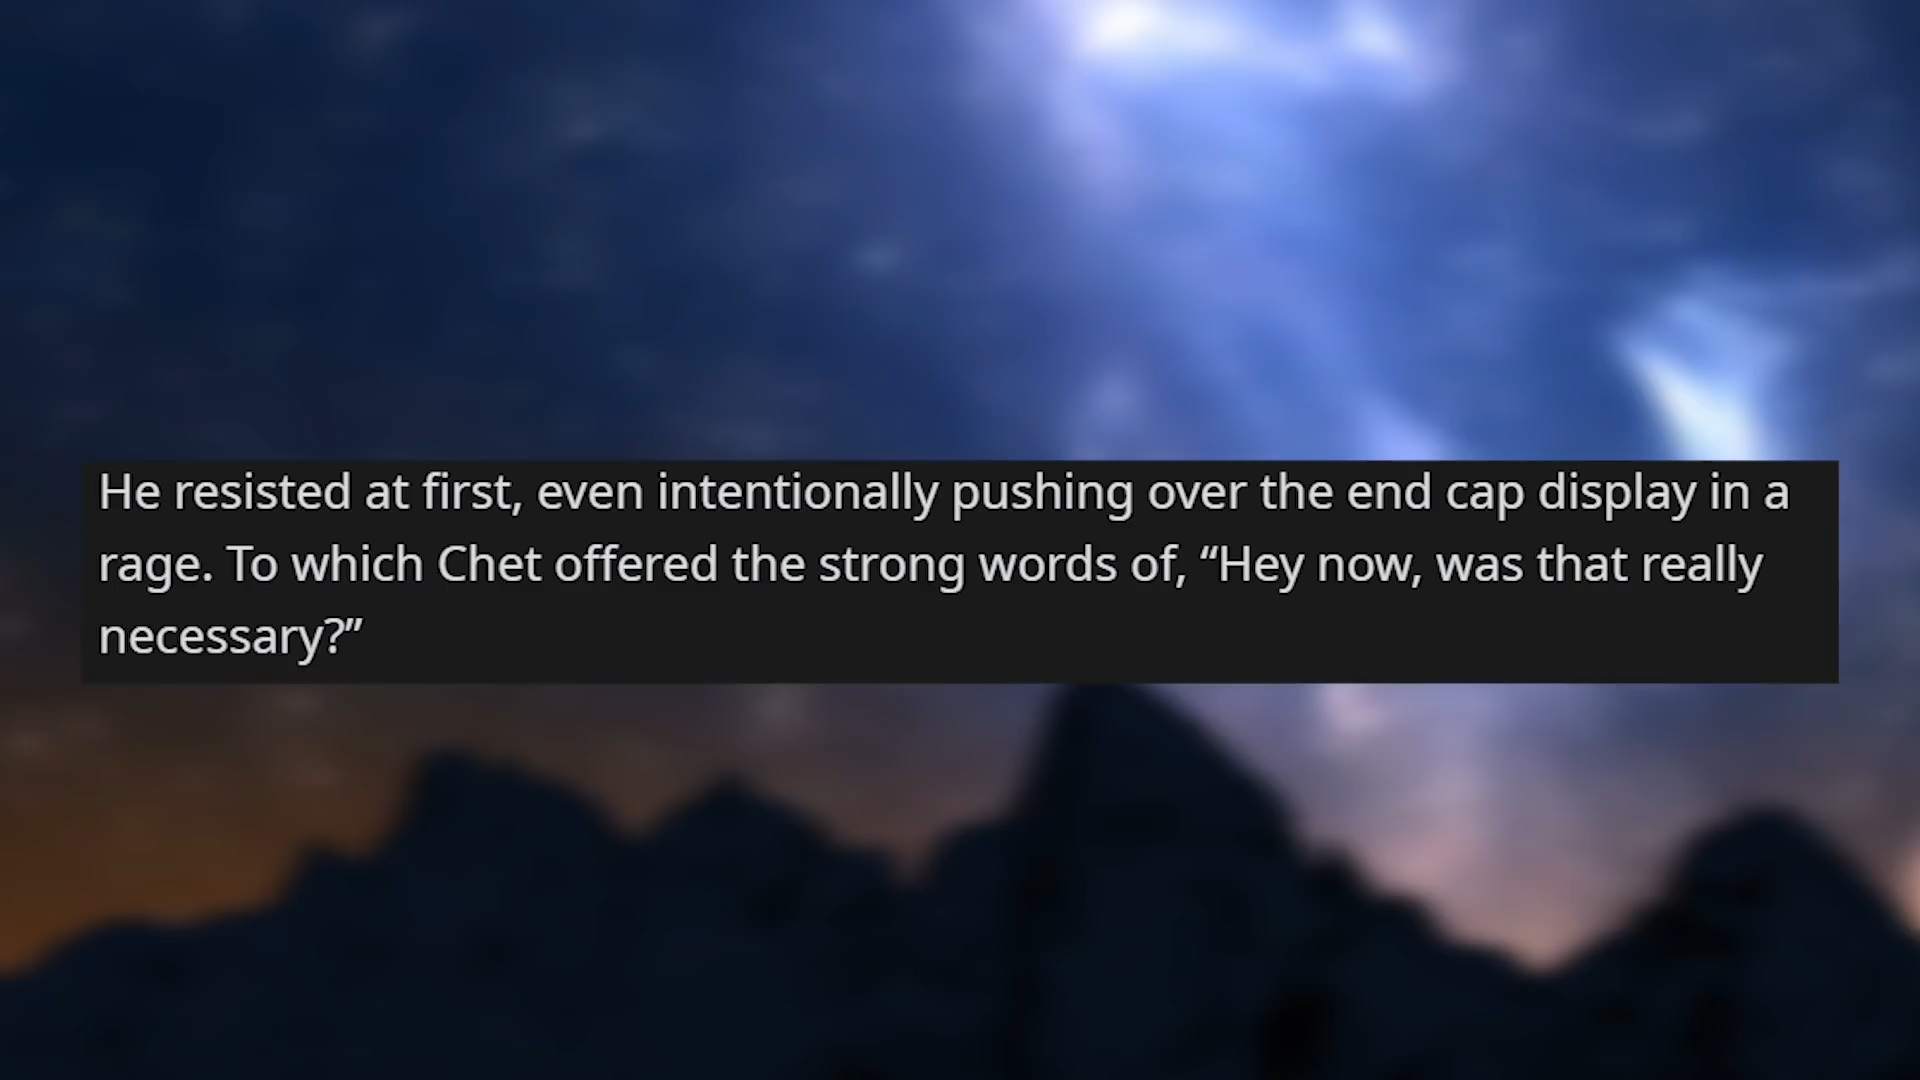 He resisted at first, even intentionally pushing over the end cap display in a
rage. To which Chet offered the strong words of, “Hey now, was that really
necessary?”